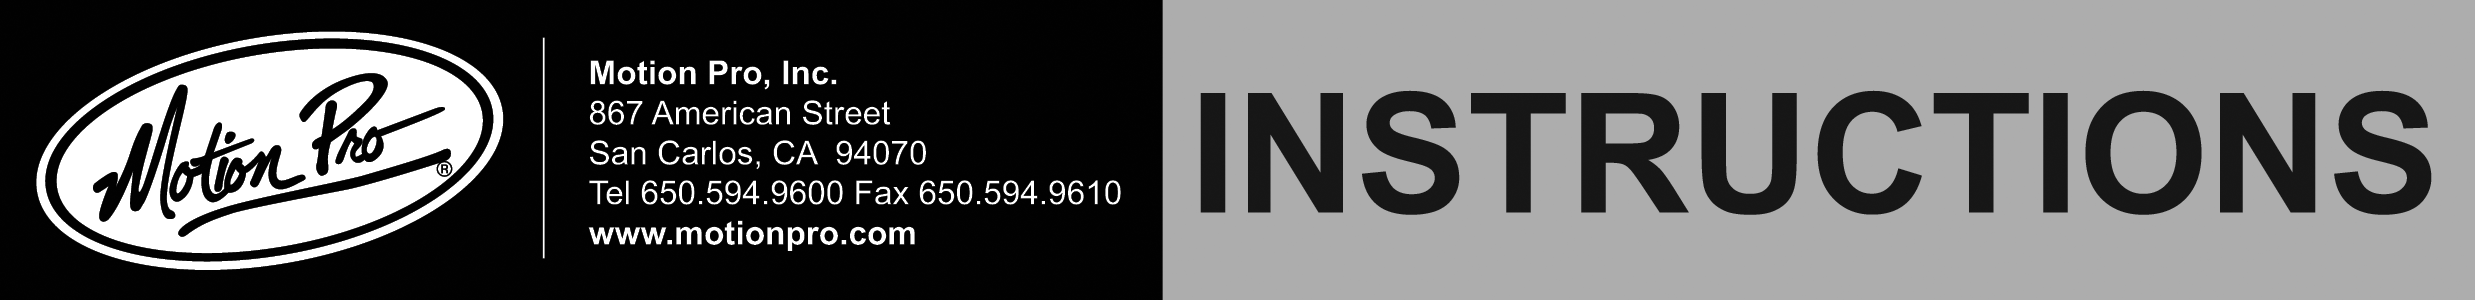 Motion Pro ®
Motion Pro, Inc.
867 American Street
San Carlos, CA  94070
Tel 650.594.9600 Fax 650.594.9610
www.motionpro.com
INSTRUCTIONS